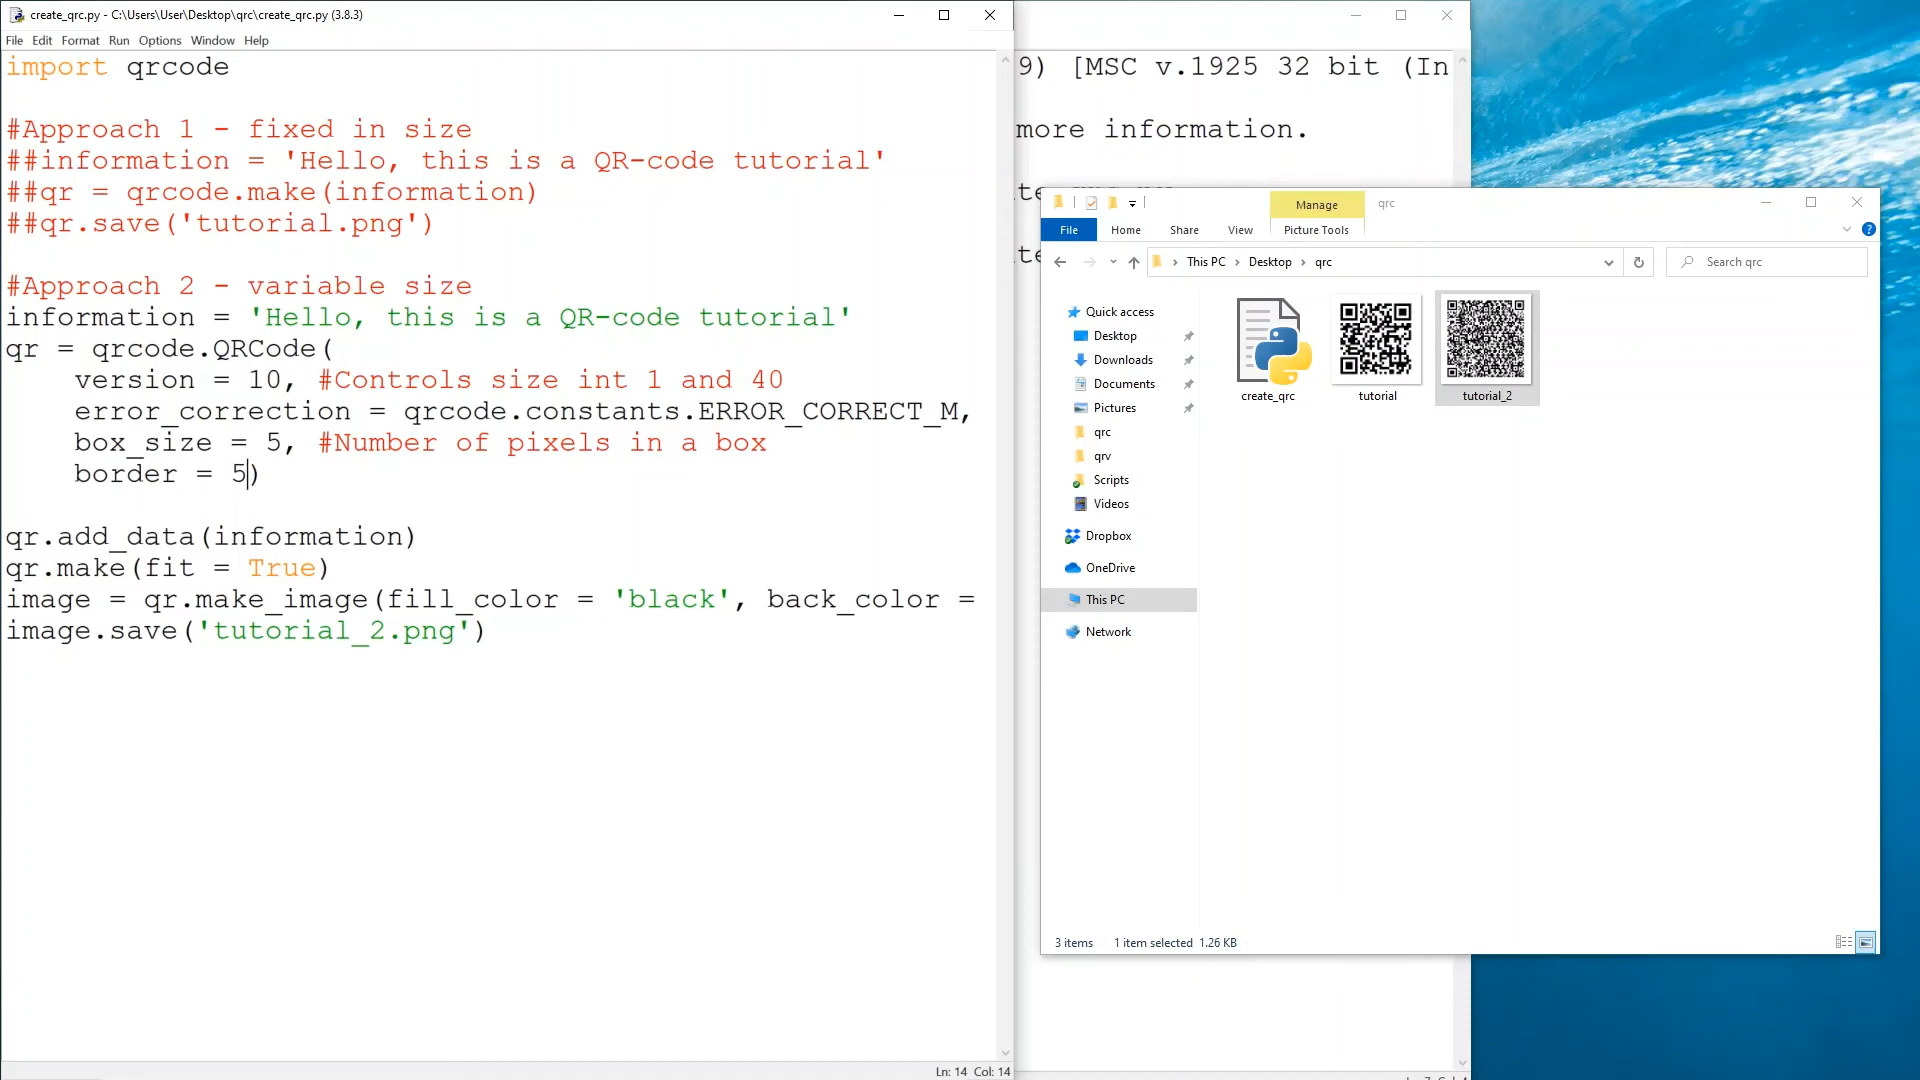 create_qrc.py - C:\Users\User\Desktop\qrc\create_qrc.py (3.8.3)
File Edit Format Run Options Window Help
import qrcode
#Approach 1 - fixed in size
##information = 'Hello, this is a QR-code tutorial'
##qr = qrcode.make(information)
##qr.save('tutorial.png')
#Approach 2 - variable size
information = 'Hello, this is a QR-code tutorial'
qr = qrcode.QRCode(
version = 10, #Controls size int 1 and 40
error_correction = qrcode.constants.ERROR_CORRECT_M,
box_size = 5, #Number of pixels in a box
border = 5)
qr.add_data(information)
qr.make(fit = True)
image = qr.make_image(fill_color = 'black', back_color =
image.save('tutorial_2.png')
Ln: 14 Col: 14
9) [MSC v.1925 32 bit (In
more information.
Manage qrc
File Home Share View Picture Tools
This PC Desktop qrc
Search qrc
Quick access
Desktop
Downloads
Documents
Pictures
qrc
qrv
Scripts
Videos
Dropbox
OneDrive
This PC
Network
create_qrc tutorial tutorial_2
3 items 1 item selected 1.26 KB